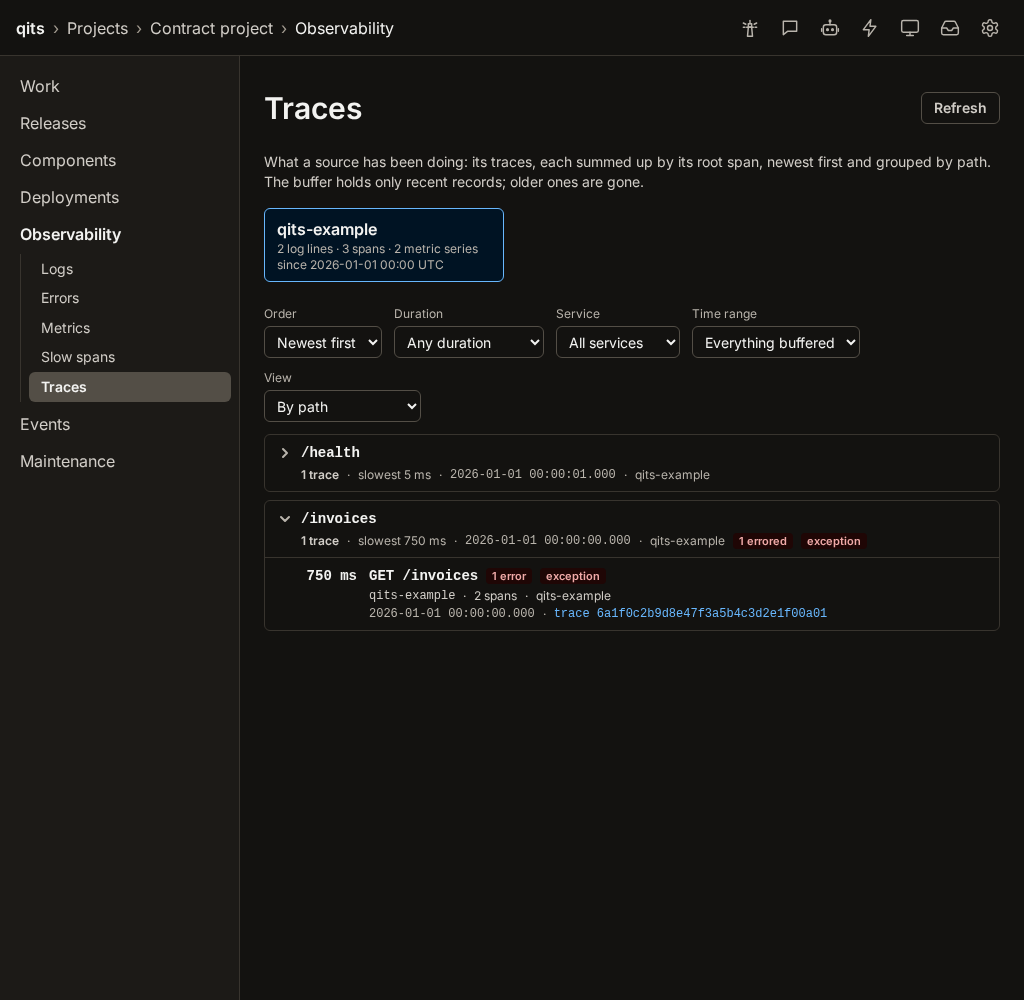 qits › Projects › Contract project › Observability
Work
Releases
Components
Deployments
Observability
Logs
Errors
Metrics
Slow spans
Traces
Events
Maintenance
Traces
Refresh
What a source has been doing: its traces, each summed up by its root span, newest first and grouped by path.
The buffer holds only recent records; older ones are gone.
qits-example
2 log lines · 3 spans · 2 metric series
since 2026-01-01 00:00 UTC
Order Duration Service Time range
Newest first Any duration All services Everything buffered
View
By path
/health
1 trace · slowest 5 ms · 2026-01-01 00:00:01.000 · qits-example
/invoices
1 trace · slowest 750 ms · 2026-01-01 00:00:00.000 · qits-example 1 errored exception
750 ms GET /invoices 1 error exception
qits-example · 2 spans · qits-example
2026-01-01 00:00:00.000 · trace 6a1f0c2b9d8e47f3a5b4c3d2e1f00a01